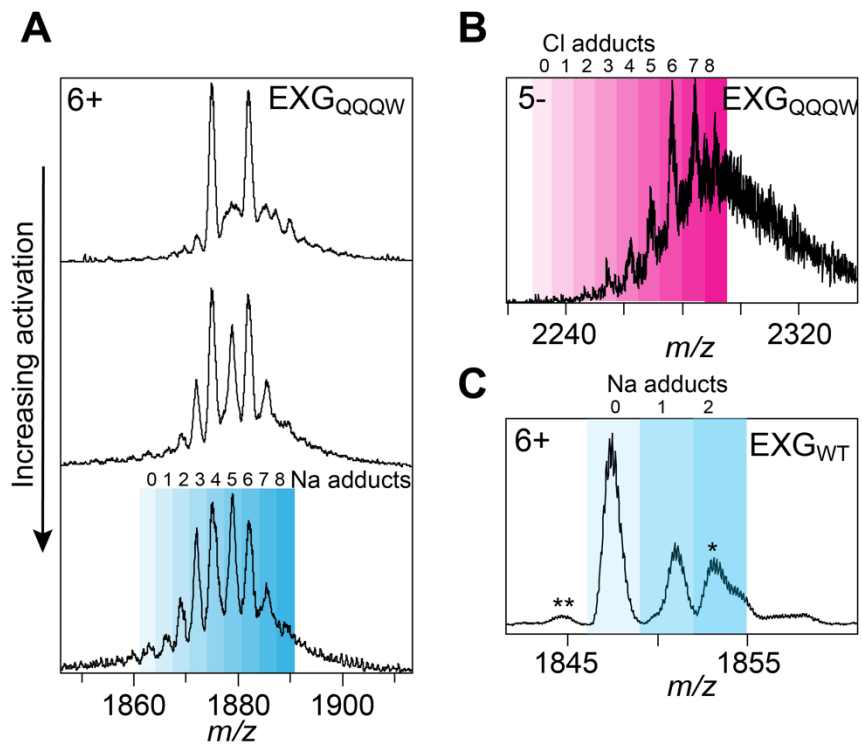 A
6+ EXGQQQW
Increasing activation
0 1 2 3 4 5 6 7 8 Na adducts
1860 1880 1900
m/z
B
Cl adducts
0 1 2 3 4 5 6 7 8
5- EXGQQQW
2240 2320
m/z
C
Na adducts
0 1 2
6+ EXGWT
** *
1845 1855
m/z